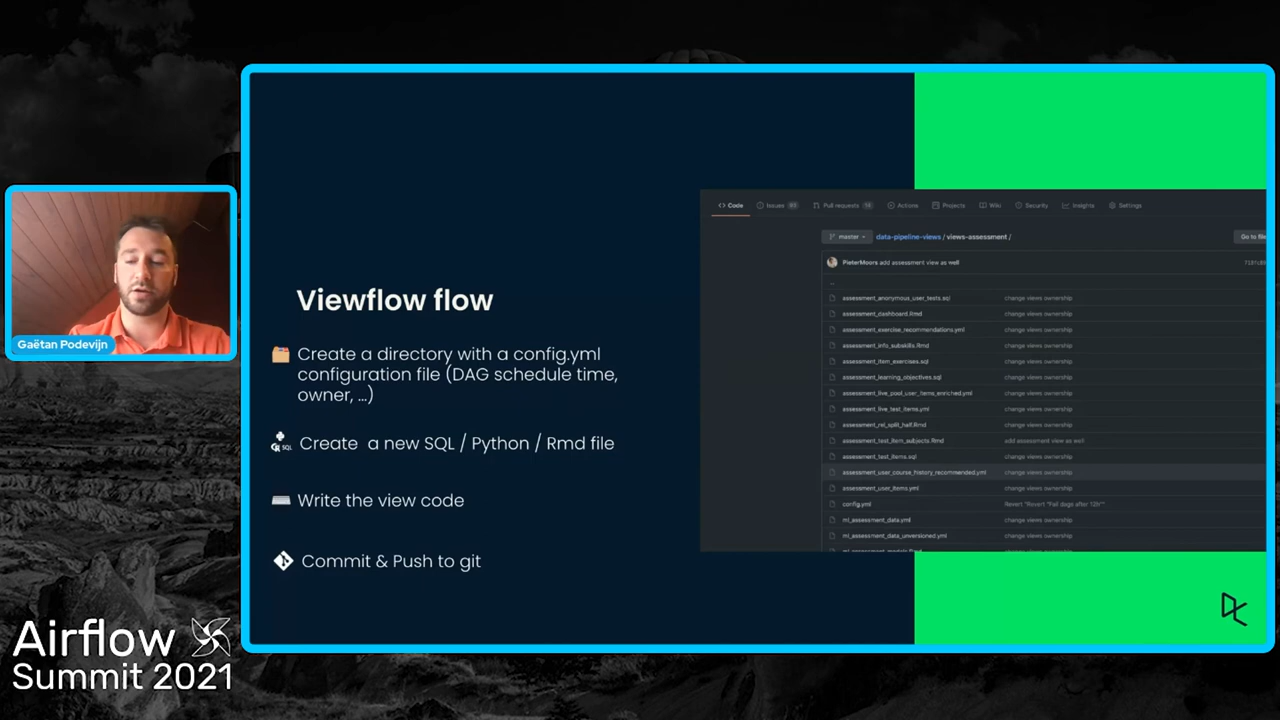 Gaëtan Podevijn
Airflow
Summit 2021
Viewflow flow
Create a directory with a config.yml
configuration file (DAG schedule time,
owner, ...)
Create a new SQL / Python / Rmd file
Write the view code
Commit & Push to git
Code Issues Pull requests Actions Projects Wiki Security Insights Settings
master data-pipeline-views / views-assessment / Go to file
PieterMoors add assessment view as well
..
assessment_anonymous_user_tests.sql change views ownership
assessment_dashboard.Rmd change views ownership
assessment_exercise_recommendations.yml change views ownership
assessment_info_subskills.Rmd change views ownership
assessment_item_exercises.sql change views ownership
assessment_learning_objectives.sql change views ownership
assessment_live_pool_user_items_enriched.yml change views ownership
assessment_live_test_items.yml change views ownership
assessment_rel_split_half.Rmd change views ownership
assessment_test_item_subjects.Rmd add assessment view as well
assessment_test_items.sql change views ownership
assessment_user_course_history_recommended.yml change views ownership
assessment_user_items.yml change views ownership
config.yml Revert "Revert "Fail dags after 12h""
ml_assessment_data.yml change views ownership
ml_assessment_data_unversioned.yml change views ownership